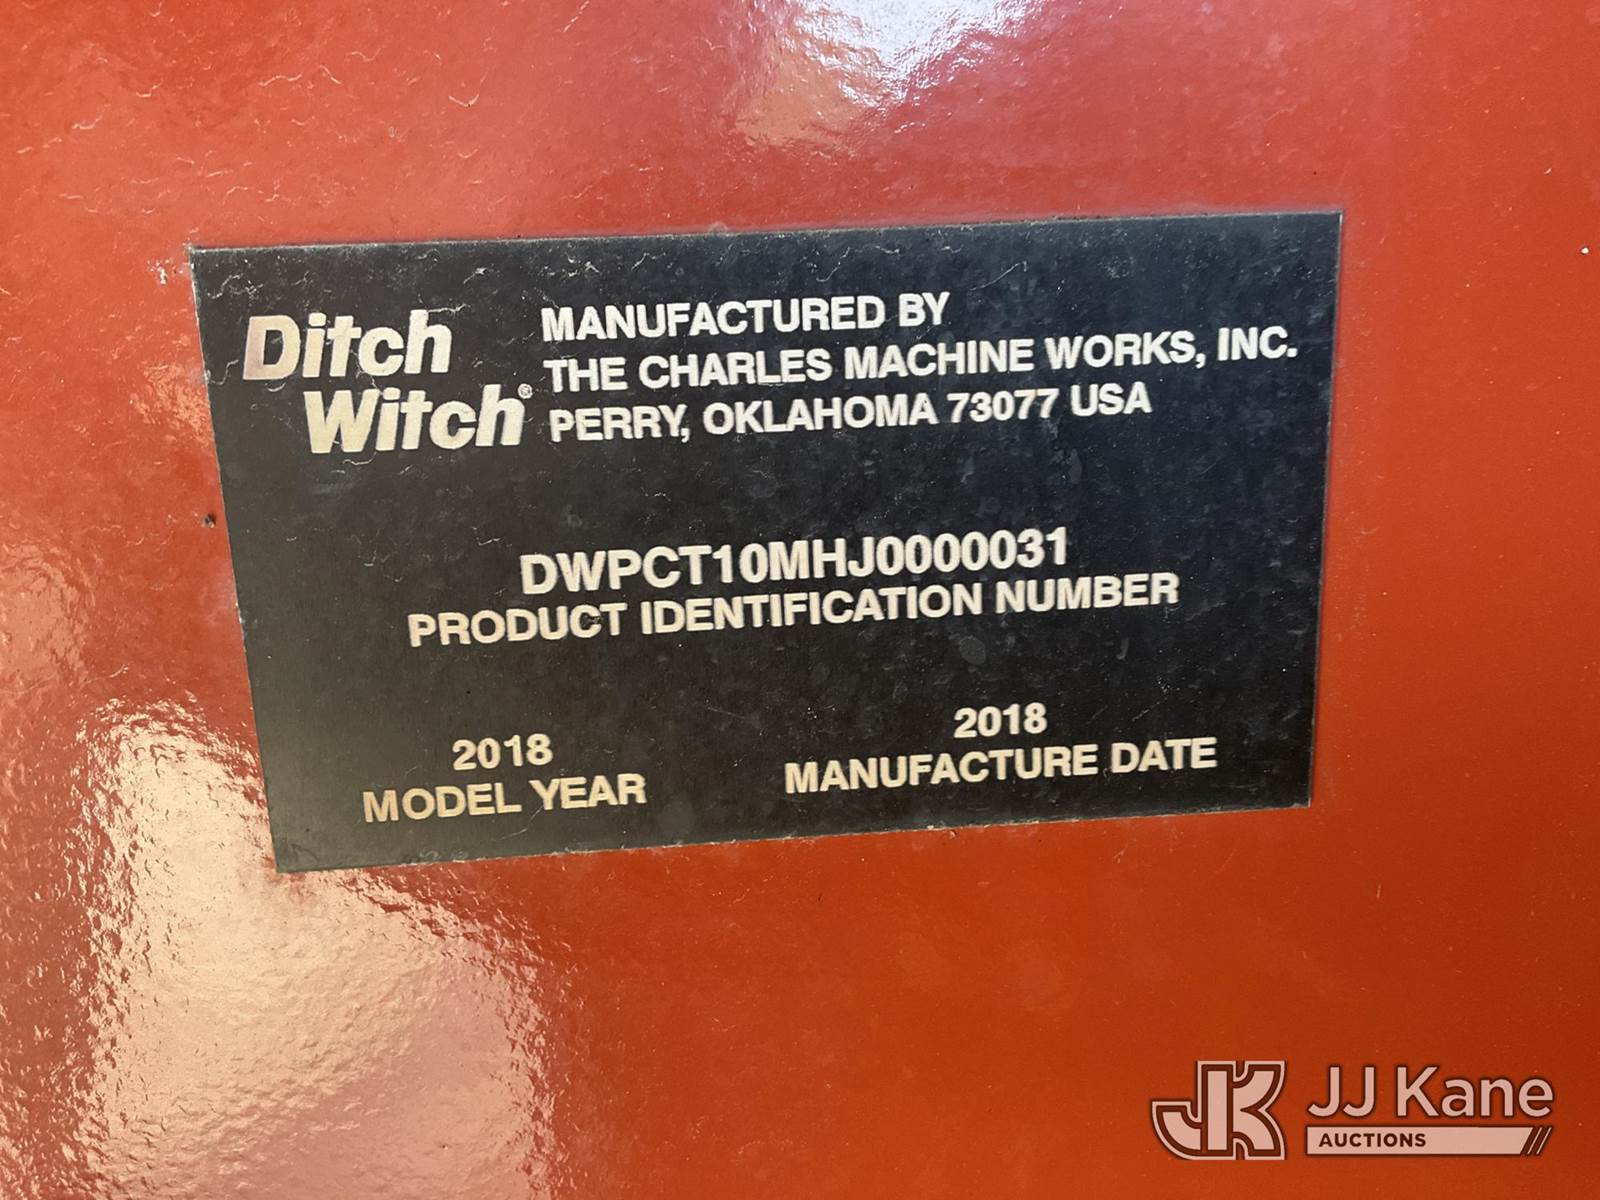 Ditch
Witch®
MANUFACTURED BY
THE CHARLES MACHINE WORKS, INC.
PERRY, OKLAHOMA 73077 USA
DWPCT10MHJ0000031
PRODUCT IDENTIFICATION NUMBER
2018
MODEL YEAR
2018
MANUFACTURE DATE
JK JJ Kane
AUCTIONS